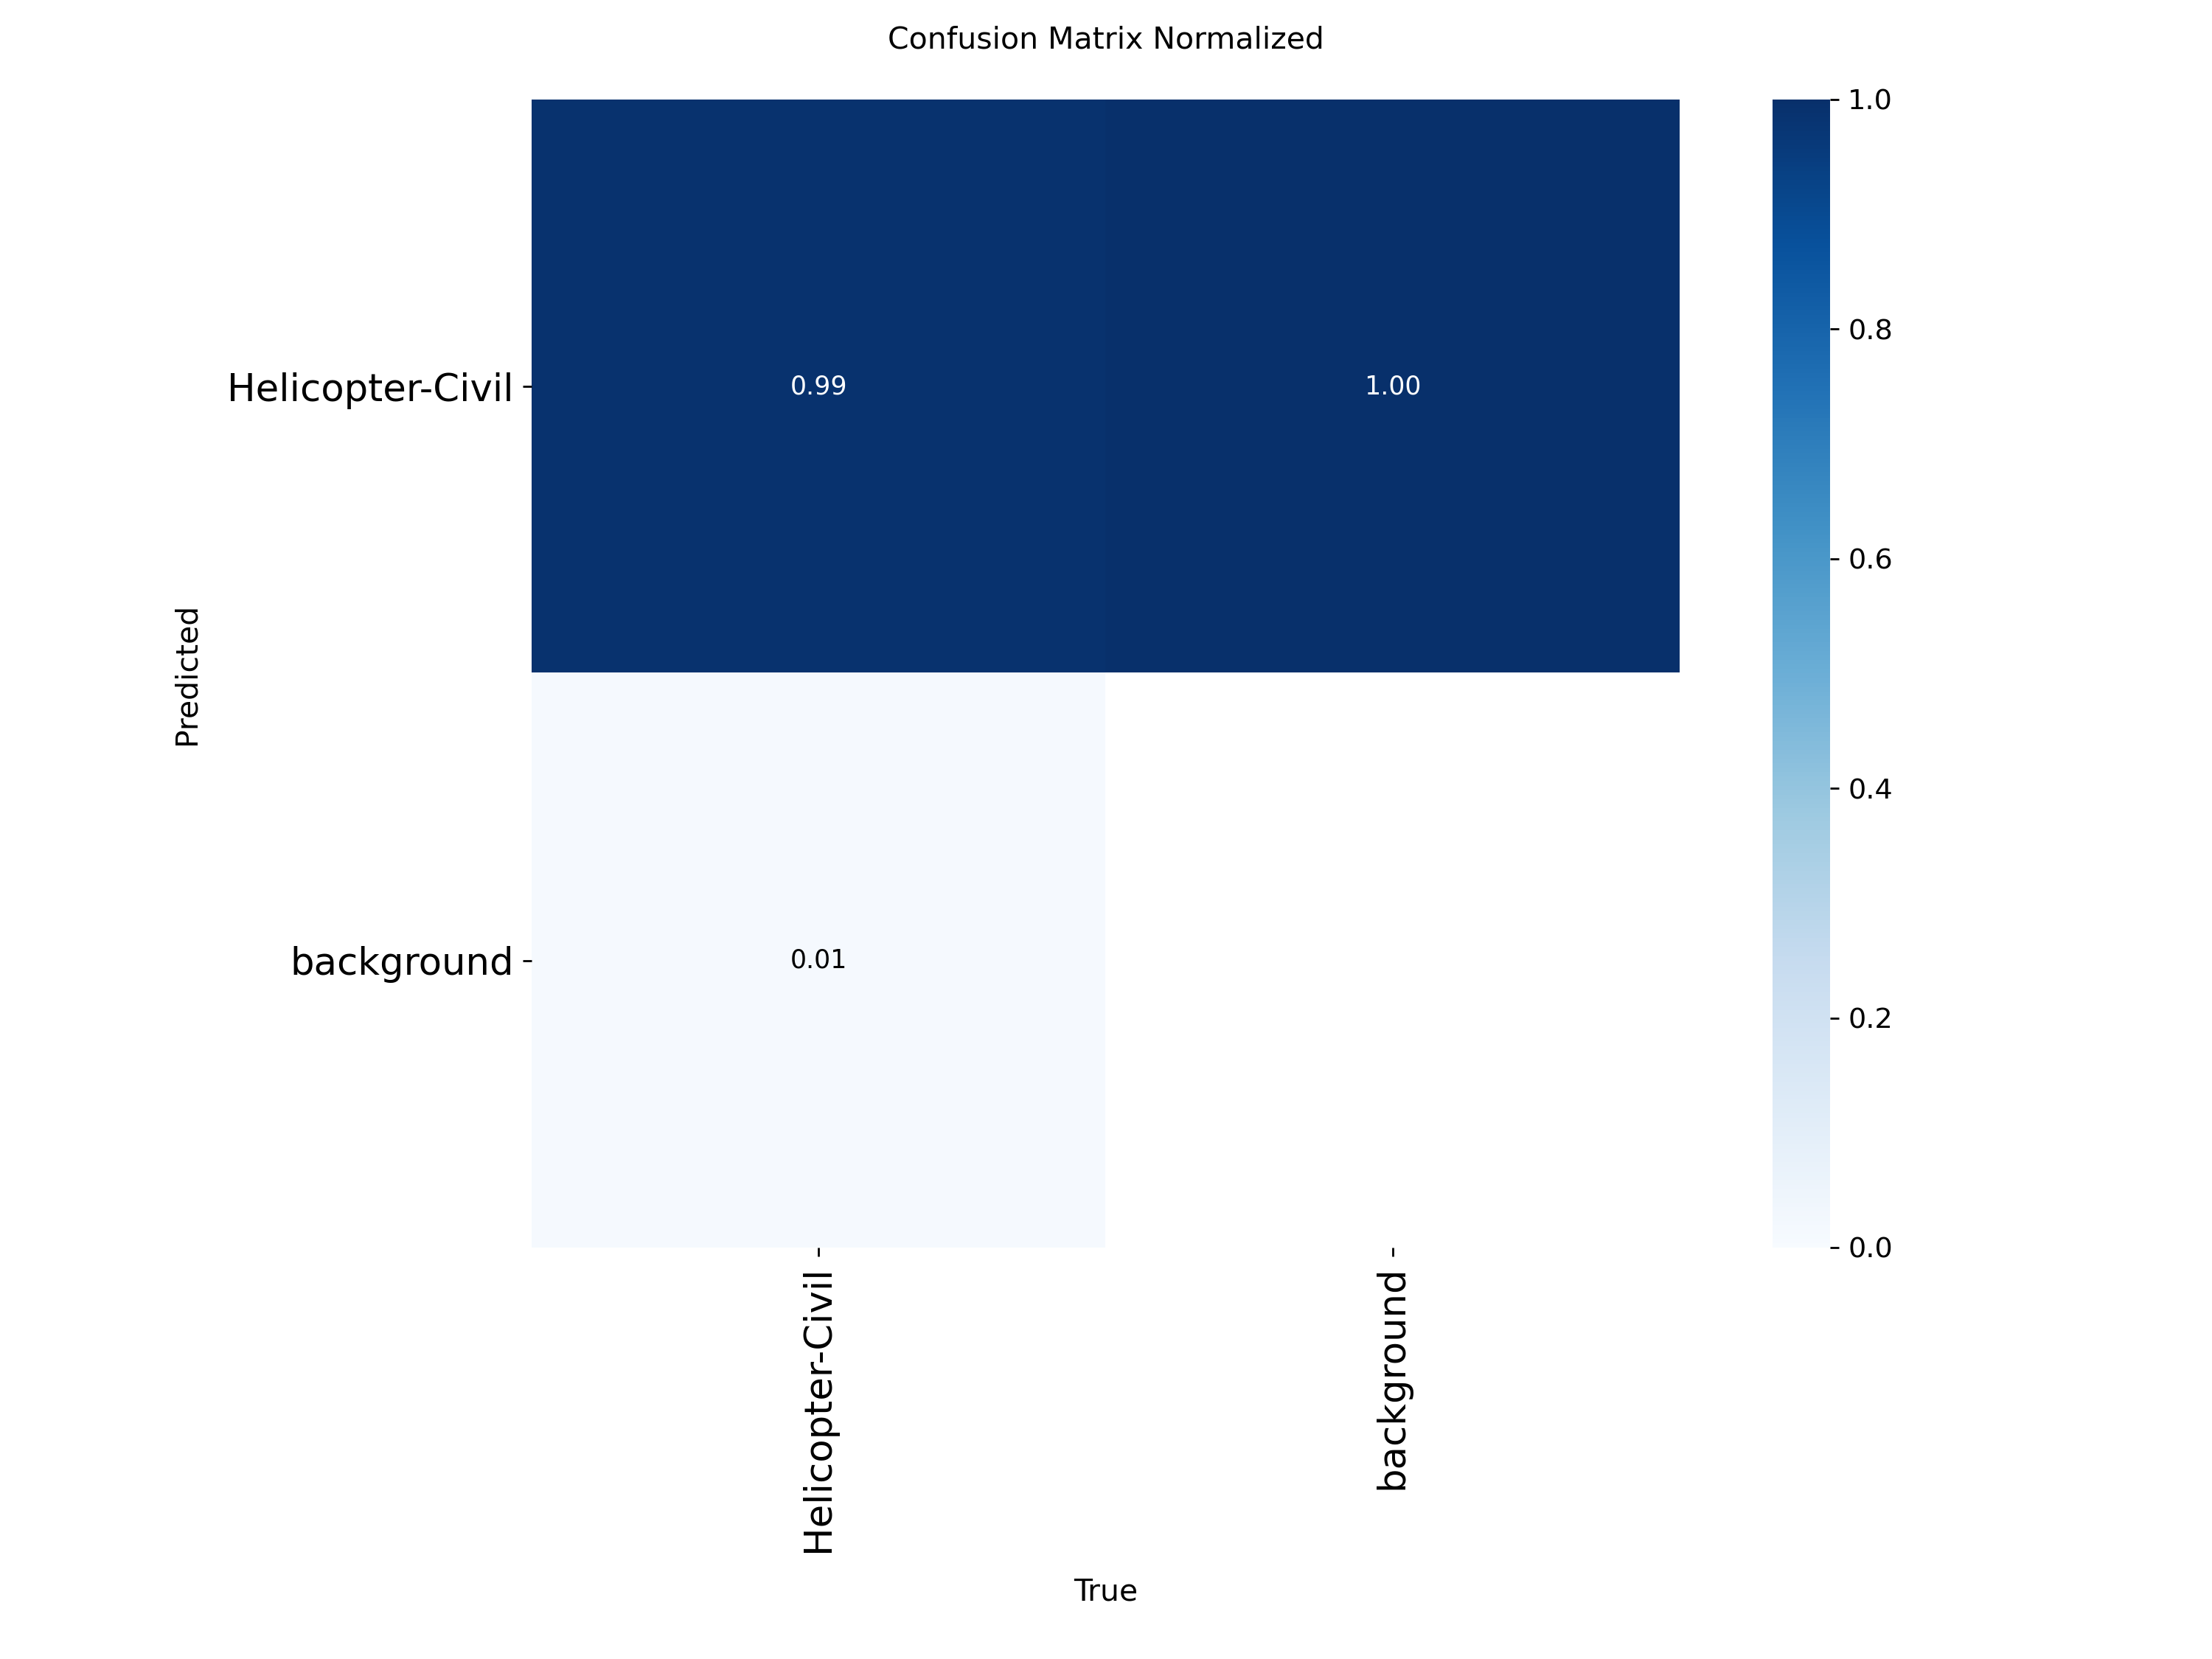 Confusion Matrix Normalized
Helicopter-Civil
background
Predicted
0.99
1.00
0.01
Helicopter-Civil
background
True
1.0
0.8
0.6
0.4
0.2
0.0